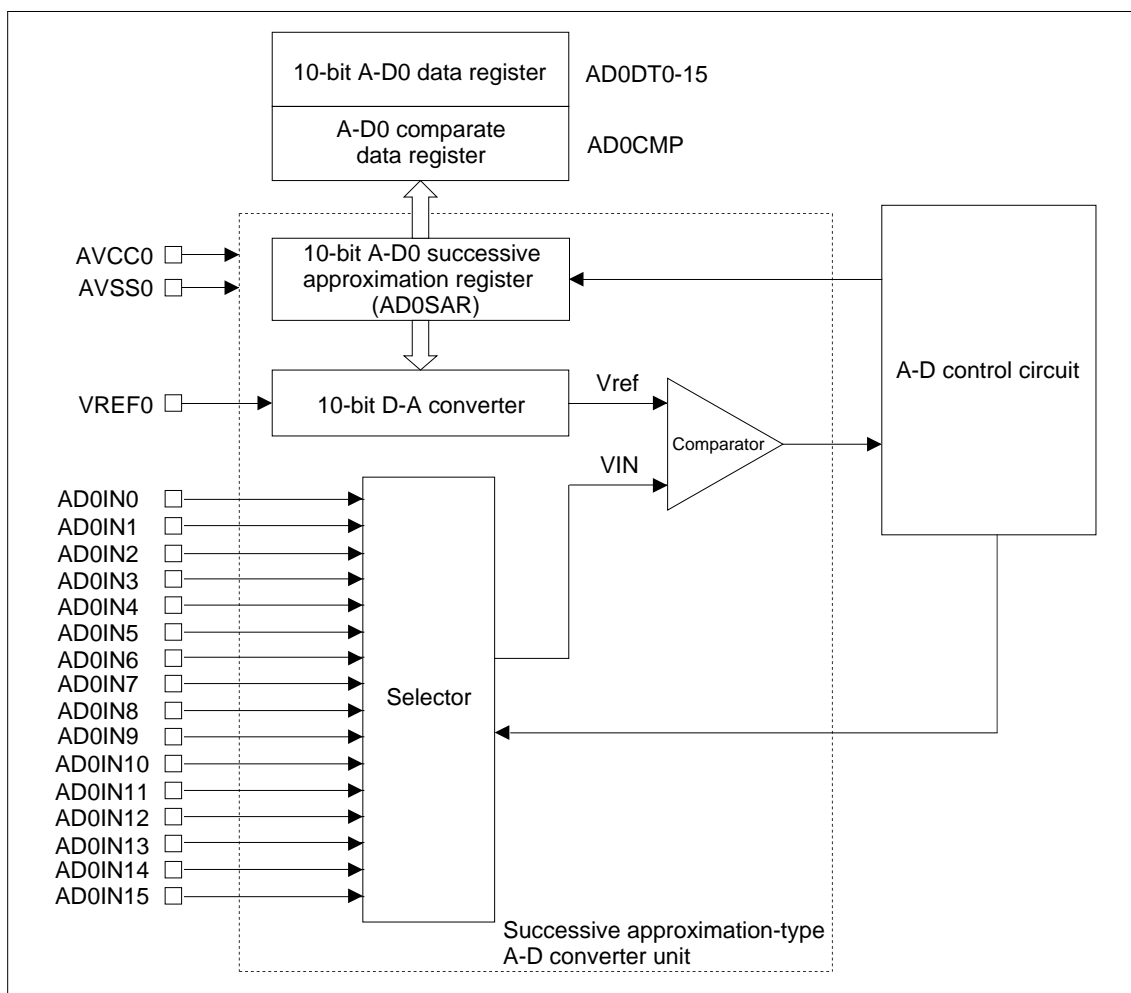 10-bit A-D0 data register
AD0DT0-15
A-D0 comparate
data register
AD0CMP
AVCC0
AVSS0
10-bit A-D0 successive
approximation register
(AD0SAR)
A-D control circuit
VREF0
10-bit D-A converter
Vref
Comparator
VIN
AD0IN0
AD0IN1
AD0IN2
AD0IN3
AD0IN4
AD0IN5
AD0IN6
AD0IN7
AD0IN8
AD0IN9
AD0IN10
AD0IN11
AD0IN12
AD0IN13
AD0IN14
AD0IN15
Selector
Successive approximation-type
A-D converter unit